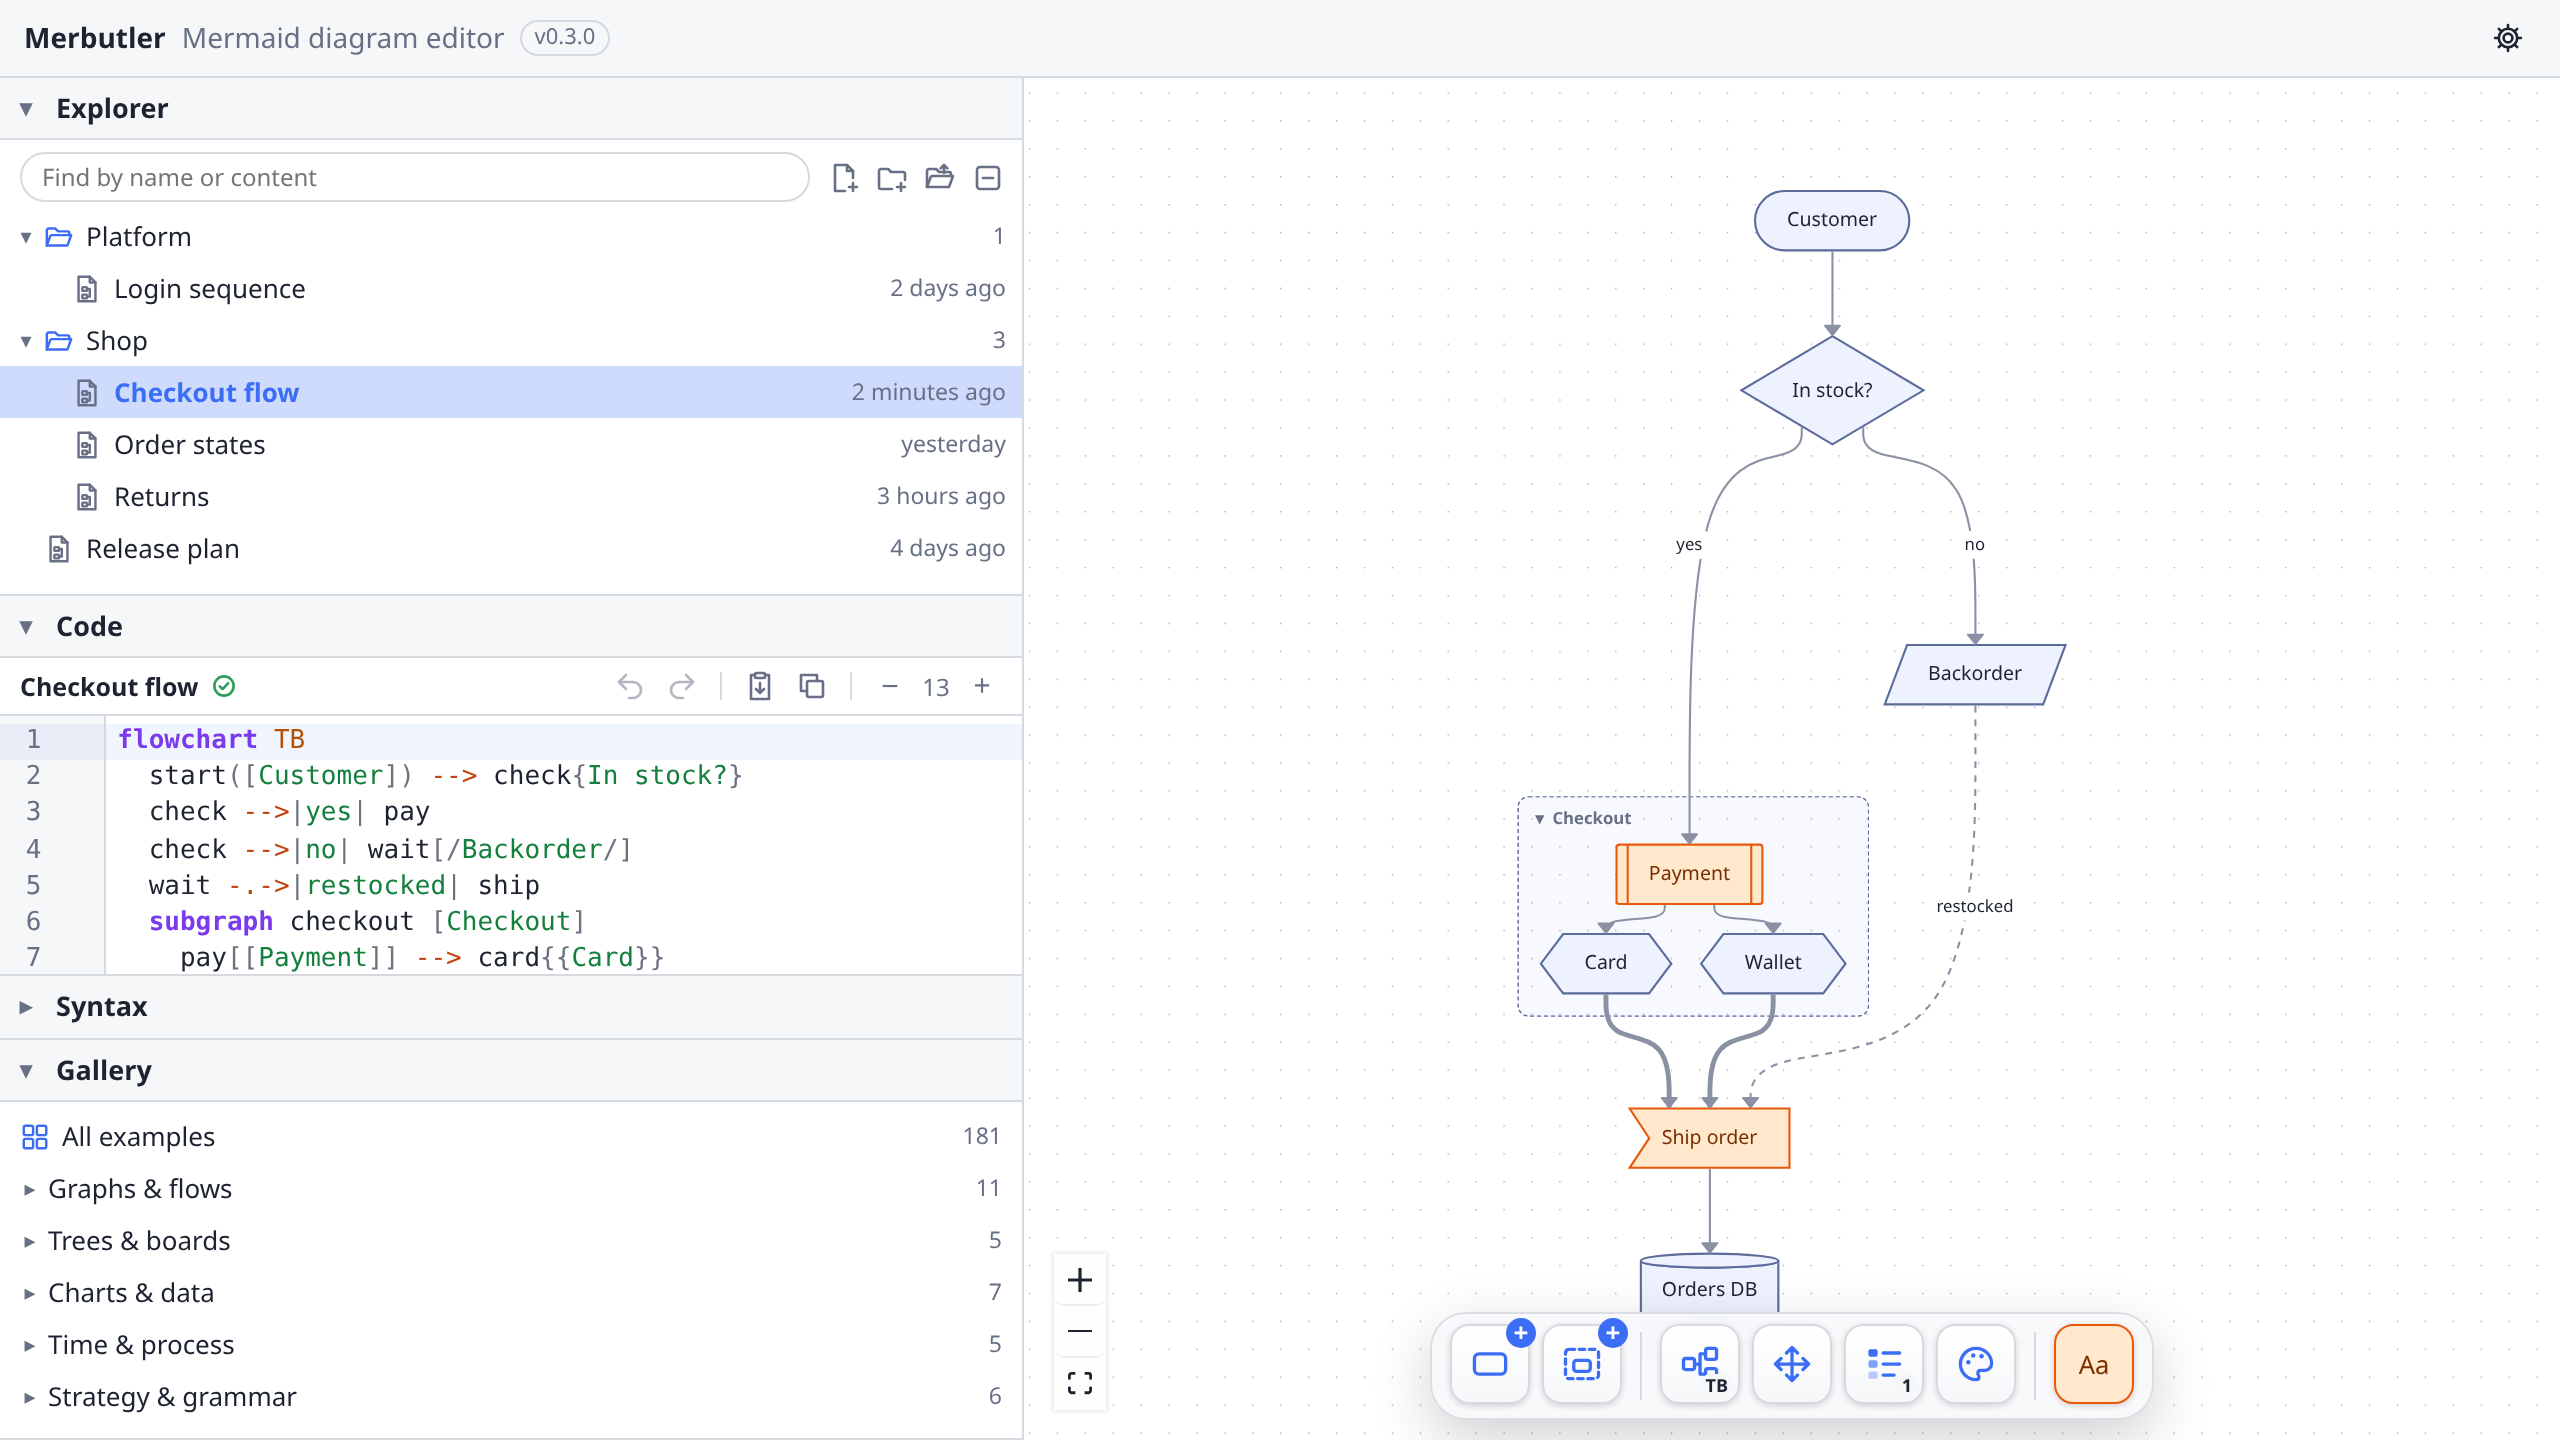 Merbutler Mermaid diagram editor v0.3.0
Explorer
Find by name or content
Platform 1
Login sequence 2 days ago
Shop 3
Checkout flow 2 minutes ago
Order states yesterday
Returns 3 hours ago
Release plan 4 days ago
Code
Checkout flow 13
1 flowchart TB
2 start([Customer]) --> check{In stock?}
3 check -->|yes| pay
4 check -->|no| wait[/Backorder/]
5 wait -.->|restocked| ship
6 subgraph checkout [Checkout]
7 pay[[Payment]] --> card{{Card}}
Syntax
Gallery
All examples 181
Graphs & flows 11
Trees & boards 5
Charts & data 7
Time & process 5
Strategy & grammar 6
Customer
In stock?
yes no
Backorder
Checkout
Payment
restocked
Card Wallet
Ship order
Orders DB
TB 1 Aa